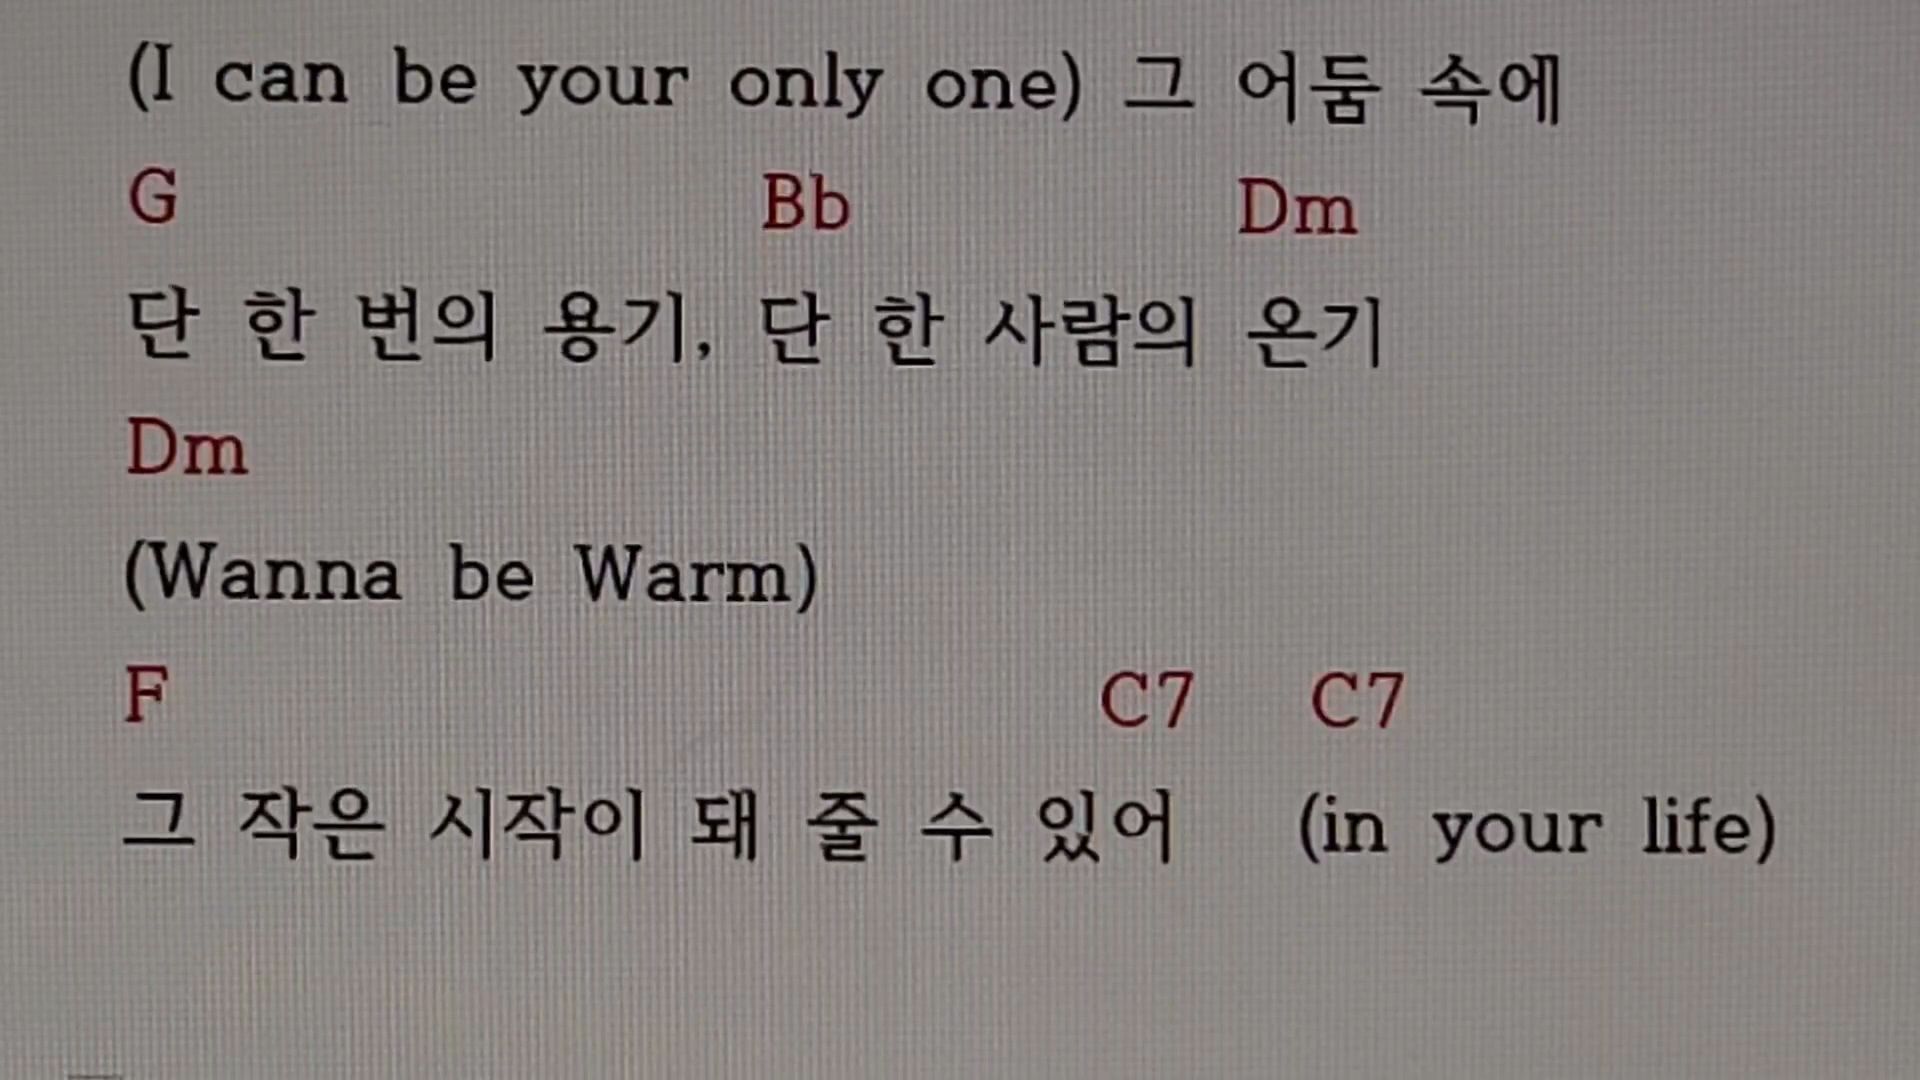 (I can be your only one) 그 어둠 속에
G Bb Dm
단 한 번의 용기, 단 한 사람의 온기
Dm
(Wanna be Warm)
F C7 C7
그 작은 시작이 돼 줄 수 있어 (in your life)